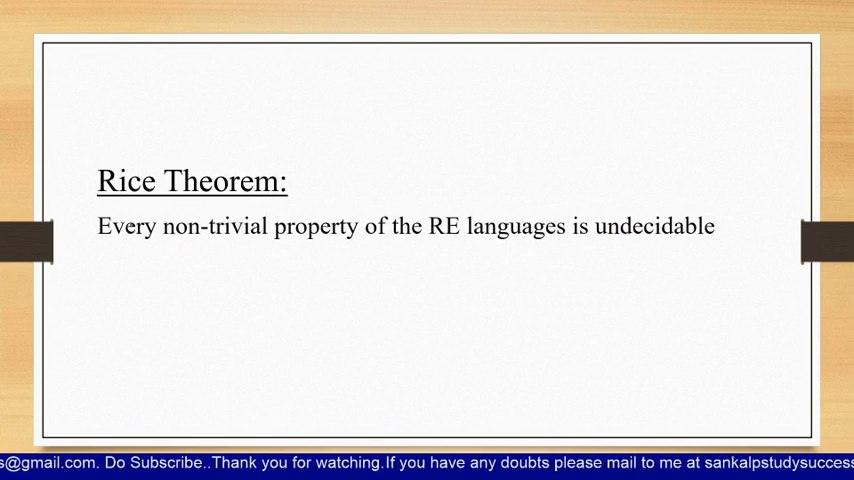 Rice Theorem:
Every non-trivial property of the RE languages is undecidable
s@gmail.com. Do Subscribe..Thank you for watching.If you have any doubts please mail to me at sankalpstudysuccess